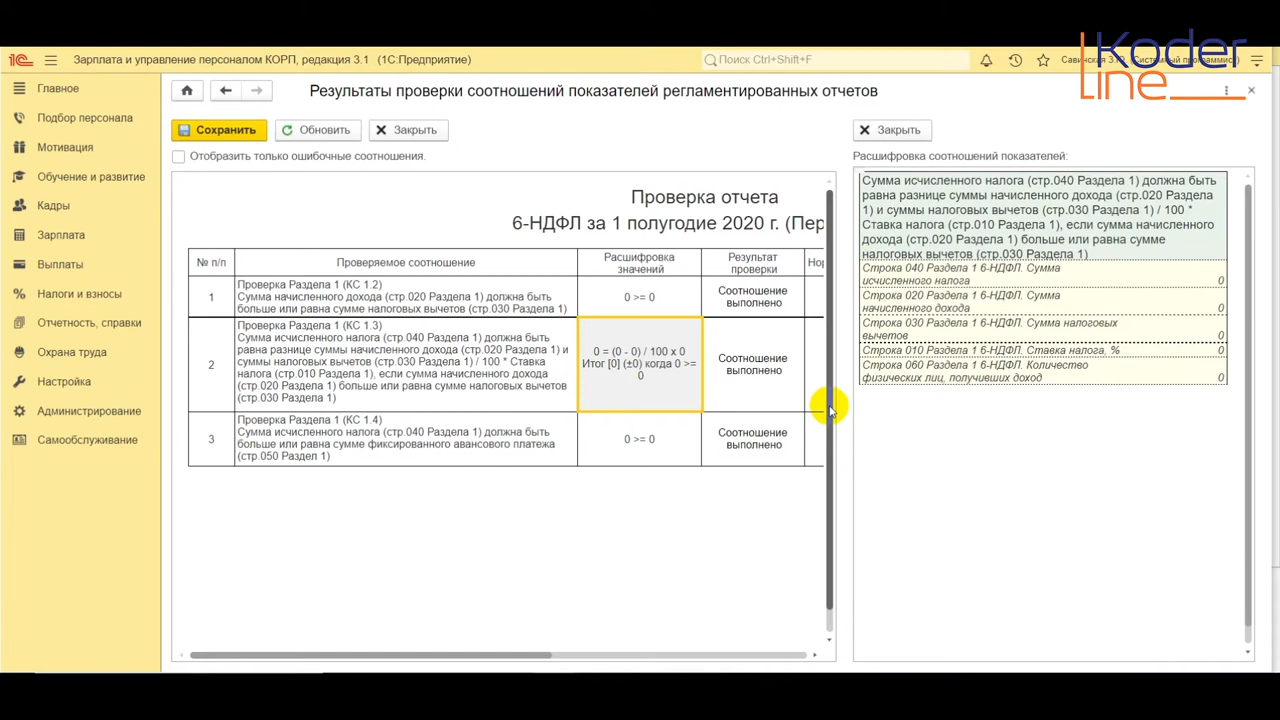 Koder
line
1С Зарплата и управление персоналом КОРП, редакция 3.1 (1С:Предприятие)
Поиск Ctrl+Shift+F
Главное
Подбор персонала
Мотивация
Обучение и развитие
Кадры
Зарплата
Выплаты
Налоги и взносы
Отчетность, справки
Охрана труда
Настройка
Администрирование
Самообслуживание
Результаты проверки соотношений показателей регламентированных отчетов
Сохранить
Обновить
Закрыть
Отобразить только ошибочные соотношения.
Проверка отчета
6-НДФЛ за 1 полугодие 2020 г. (Пер
№ п/п
Проверяемое соотношение
Расшифровка
значений
Результат
проверки
Нор
1
Проверка Раздела 1 (КС 1.2)
Сумма начисленного дохода (стр.020 Раздела 1) должна быть
больше или равна сумме налоговых вычетов (стр.030 Раздела 1)
0 >= 0
Соотношение
выполнено
2
Проверка Раздела 1 (КС 1.3)
Сумма исчисленного налога (стр.040 Раздела 1) должна быть
равна разнице суммы начисленного дохода (стр.020 Раздела 1) и
суммы налоговых вычетов (стр.030 Раздела 1) / 100 * Ставка
налога (стр.010 Раздела 1), если сумма начисленного дохода
(стр.020 Раздела 1) больше или равна сумме налоговых вычетов
(стр.030 Раздела 1)
0 = (0 - 0) / 100 x 0
Итог [0] (±0) когда 0 >=
0
Соотношение
выполнено
3
Проверка Раздела 1 (КС 1.4)
Сумма исчисленного налога (стр.040 Раздела 1) должна быть
больше или равна сумме фиксированного авансового платежа
(стр.050 Раздел 1)
0 >= 0
Соотношение
выполнено
Закрыть
Расшифровка соотношений показателей:
Сумма исчисленного налога (стр.040 Раздела 1) должна быть
равна разнице суммы начисленного дохода (стр.020 Раздела
1) и суммы налоговых вычетов (стр.030 Раздела 1) / 100 *
Ставка налога (стр.010 Раздела 1), если сумма начисленного
дохода (стр.020 Раздела 1) больше или равна сумме
налоговых вычетов (стр.030 Раздела 1)
Строка 040 Раздела 1 6-НДФЛ. Сумма
исчисленного налога 0
Строка 020 Раздела 1 6-НДФЛ. Сумма
начисленного дохода 0
Строка 030 Раздела 1 6-НДФЛ. Сумма налоговых
вычетов 0
Строка 010 Раздела 1 6-НДФЛ. Ставка налога, % 0
Строка 060 Раздела 1 6-НДФЛ. Количество
физических лиц, получивших доход 0